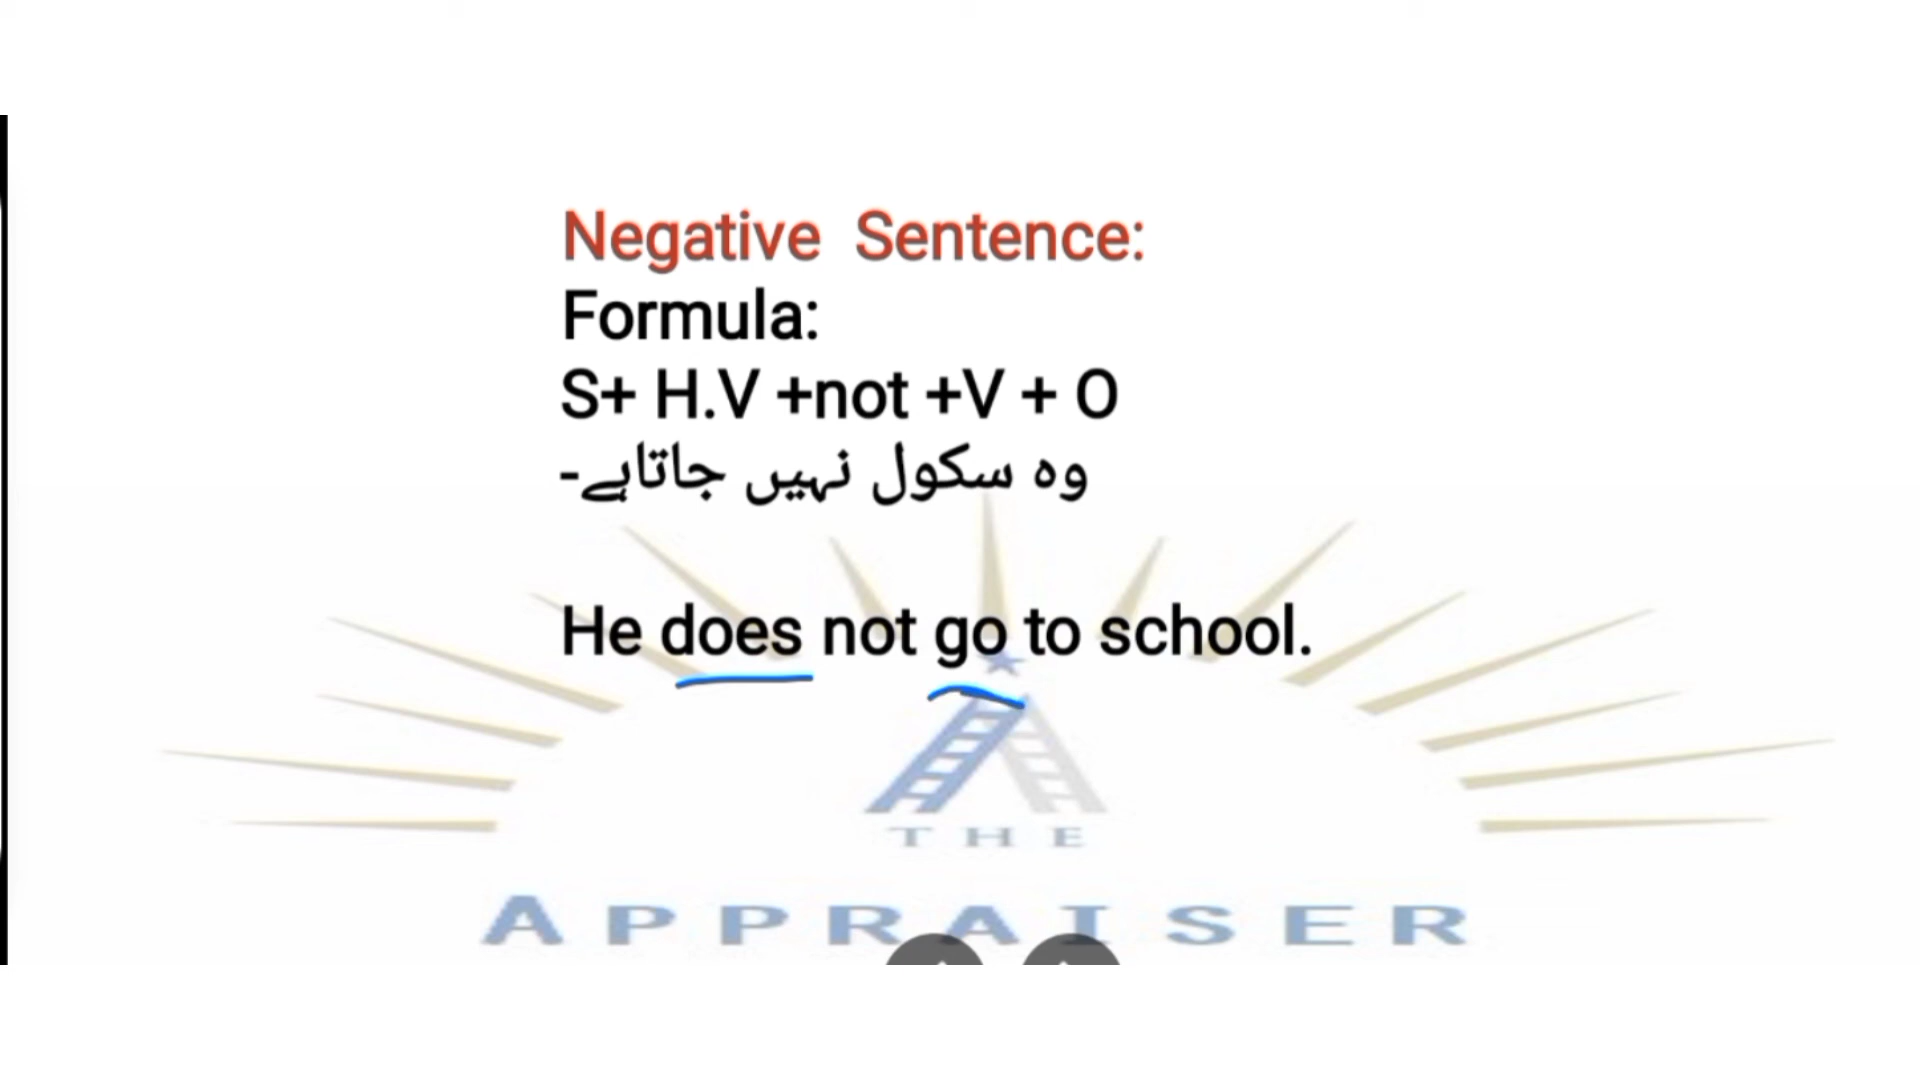 Negative Sentence:
Formula:
S+ H.V +not +V + O
وہ سکول نہیں جاتاہے-
He does not go to school.
THE
APPRAISER